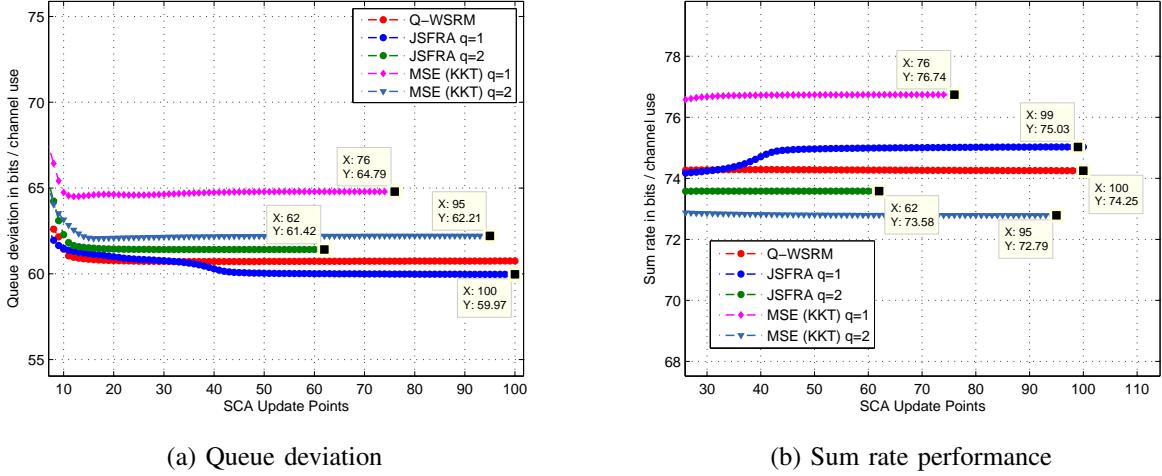 75
70
65
60
55
10 20 30 40 50 60 70 80 90 100
Queue deviation in bits / channel use
SCA Update Points
Q−WSRM
JSFRA q=1
JSFRA q=2
MSE (KKT) q=1
MSE (KKT) q=2
X: 76
Y: 64.79
X: 95
Y: 62.21
X: 62
Y: 61.42
X: 100
Y: 59.97
(a) Queue deviation
78
76
74
72
70
68
30 40 50 60 70 80 90 100 110
Sum rate in bits / channel use
SCA Update Points
X: 76
Y: 76.74
X: 99
Y: 75.03
X: 100
Y: 74.25
X: 62
Y: 73.58
X: 95
Y: 72.79
Q−WSRM
JSFRA q=1
JSFRA q=2
MSE (KKT) q=1
MSE (KKT) q=2
(b) Sum rate performance